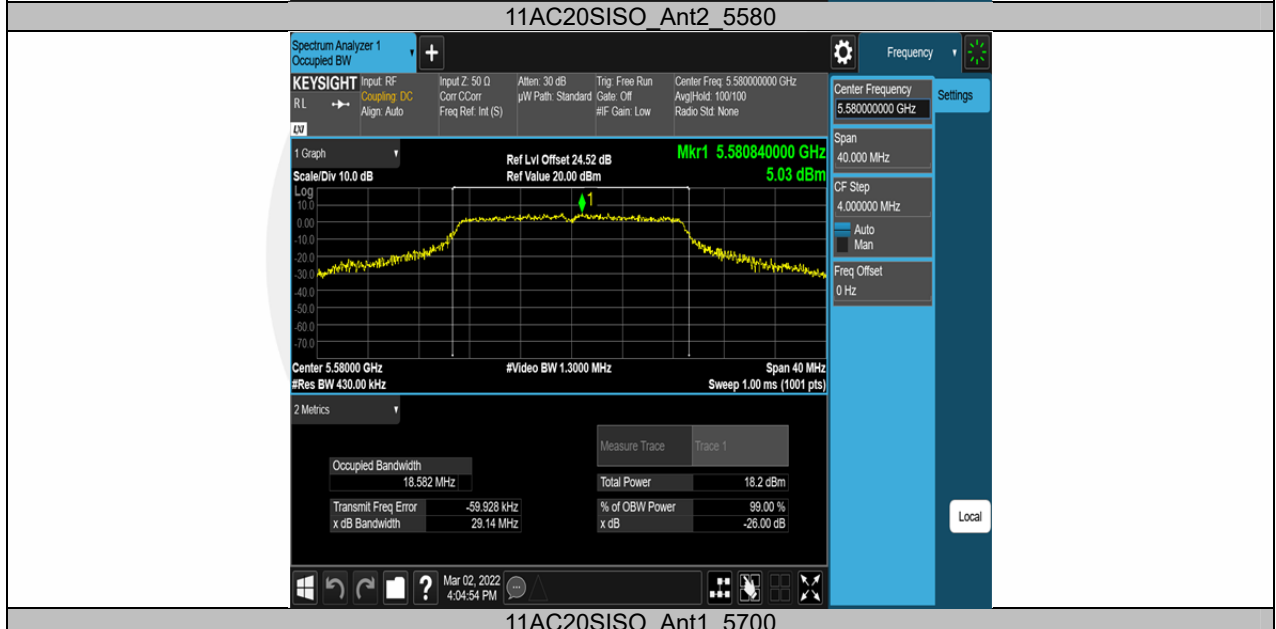 11AC20SISO_Ant2_5580
Spectrum Analyzer 1
Occupied BW
+
Frequency
KEYSIGHT
Input: RF
Input Z: 50 Ω
Atten: 30 dB
Trig: Free Run
Center Freq: 5.580000000 GHz
RL
Coupling: DC
Corr CCorr
µW Path: Standard
Gate: Off
Avg|Hold: 100/100
Align: Auto
Freq Ref: Int (S)
#IF Gain: Low
Radio Std: None
LXI
Center Frequency
5.580000000 GHz
Settings
Span
40.000 MHz
CF Step
4.000000 MHz
Auto
Man
Freq Offset
0 Hz
Local
1 Graph
Ref Lvl Offset 24.52 dB
Mkr1 5.580840000 GHz
Scale/Div 10.0 dB
Ref Value 20.00 dBm
5.03 dBm
Log
1
10.0
0.00
-10.0
-20.0
-30.0
-40.0
-50.0
-60.0
-70.0
Center 5.58000 GHz
#Video BW 1.3000 MHz
Span 40 MHz
#Res BW 430.00 kHz
Sweep 1.00 ms (1001 pts)
2 Metrics
Measure Trace
Trace 1
Occupied Bandwidth
18.582 MHz
Total Power
18.2 dBm
Transmit Freq Error
-59.928 kHz
% of OBW Power
99.00 %
x dB Bandwidth
29.14 MHz
x dB
-26.00 dB
?
Mar 02, 2022
4:04:54 PM
11AC20SISO_Ant1_5700